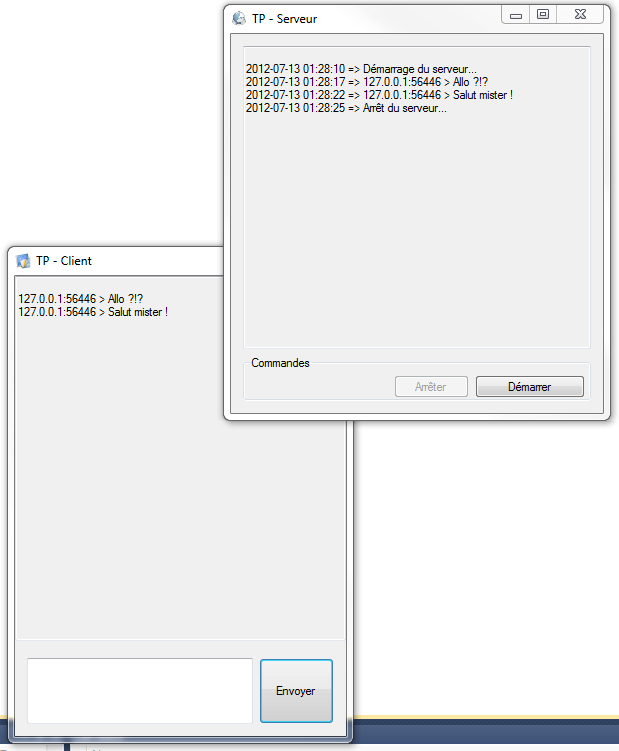 TP - Serveur
2012-07-13 01:28:10 => Démarrage du serveur...
2012-07-13 01:28:17 => 127.0.0.1:56446 > Allo ?!?
2012-07-13 01:28:22 => 127.0.0.1:56446 > Salut mister !
2012-07-13 01:28:25 => Arrêt du serveur...
Commandes
Arrêter
Démarrer
TP - Client
127.0.0.1:56446 > Allo ?!?
127.0.0.1:56446 > Salut mister !
Envoyer